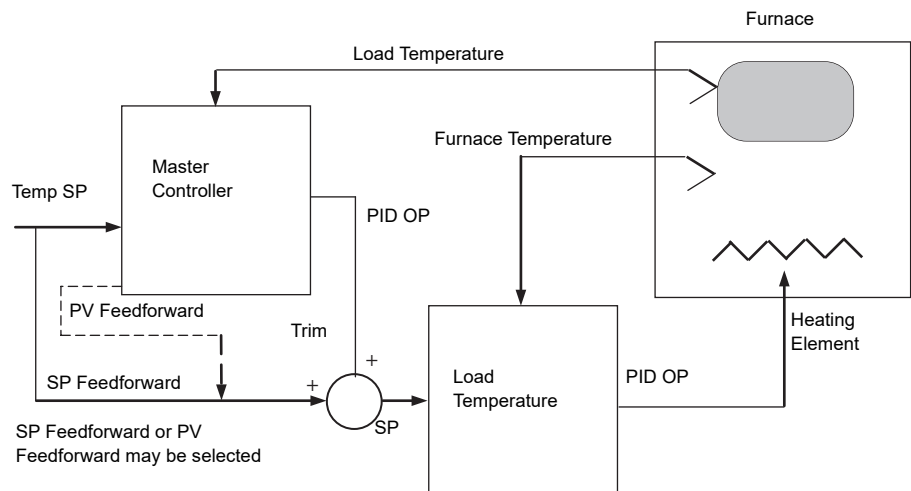 Furnace
Load Temperature
Furnace Temperature
Master
Controller
Temp SP
PID OP
PV Feedforward
Trim
Heating
Element
+
SP Feedforward
+
Load
Temperature
PID OP
SP
SP Feedforward or PV
Feedforward may be selected